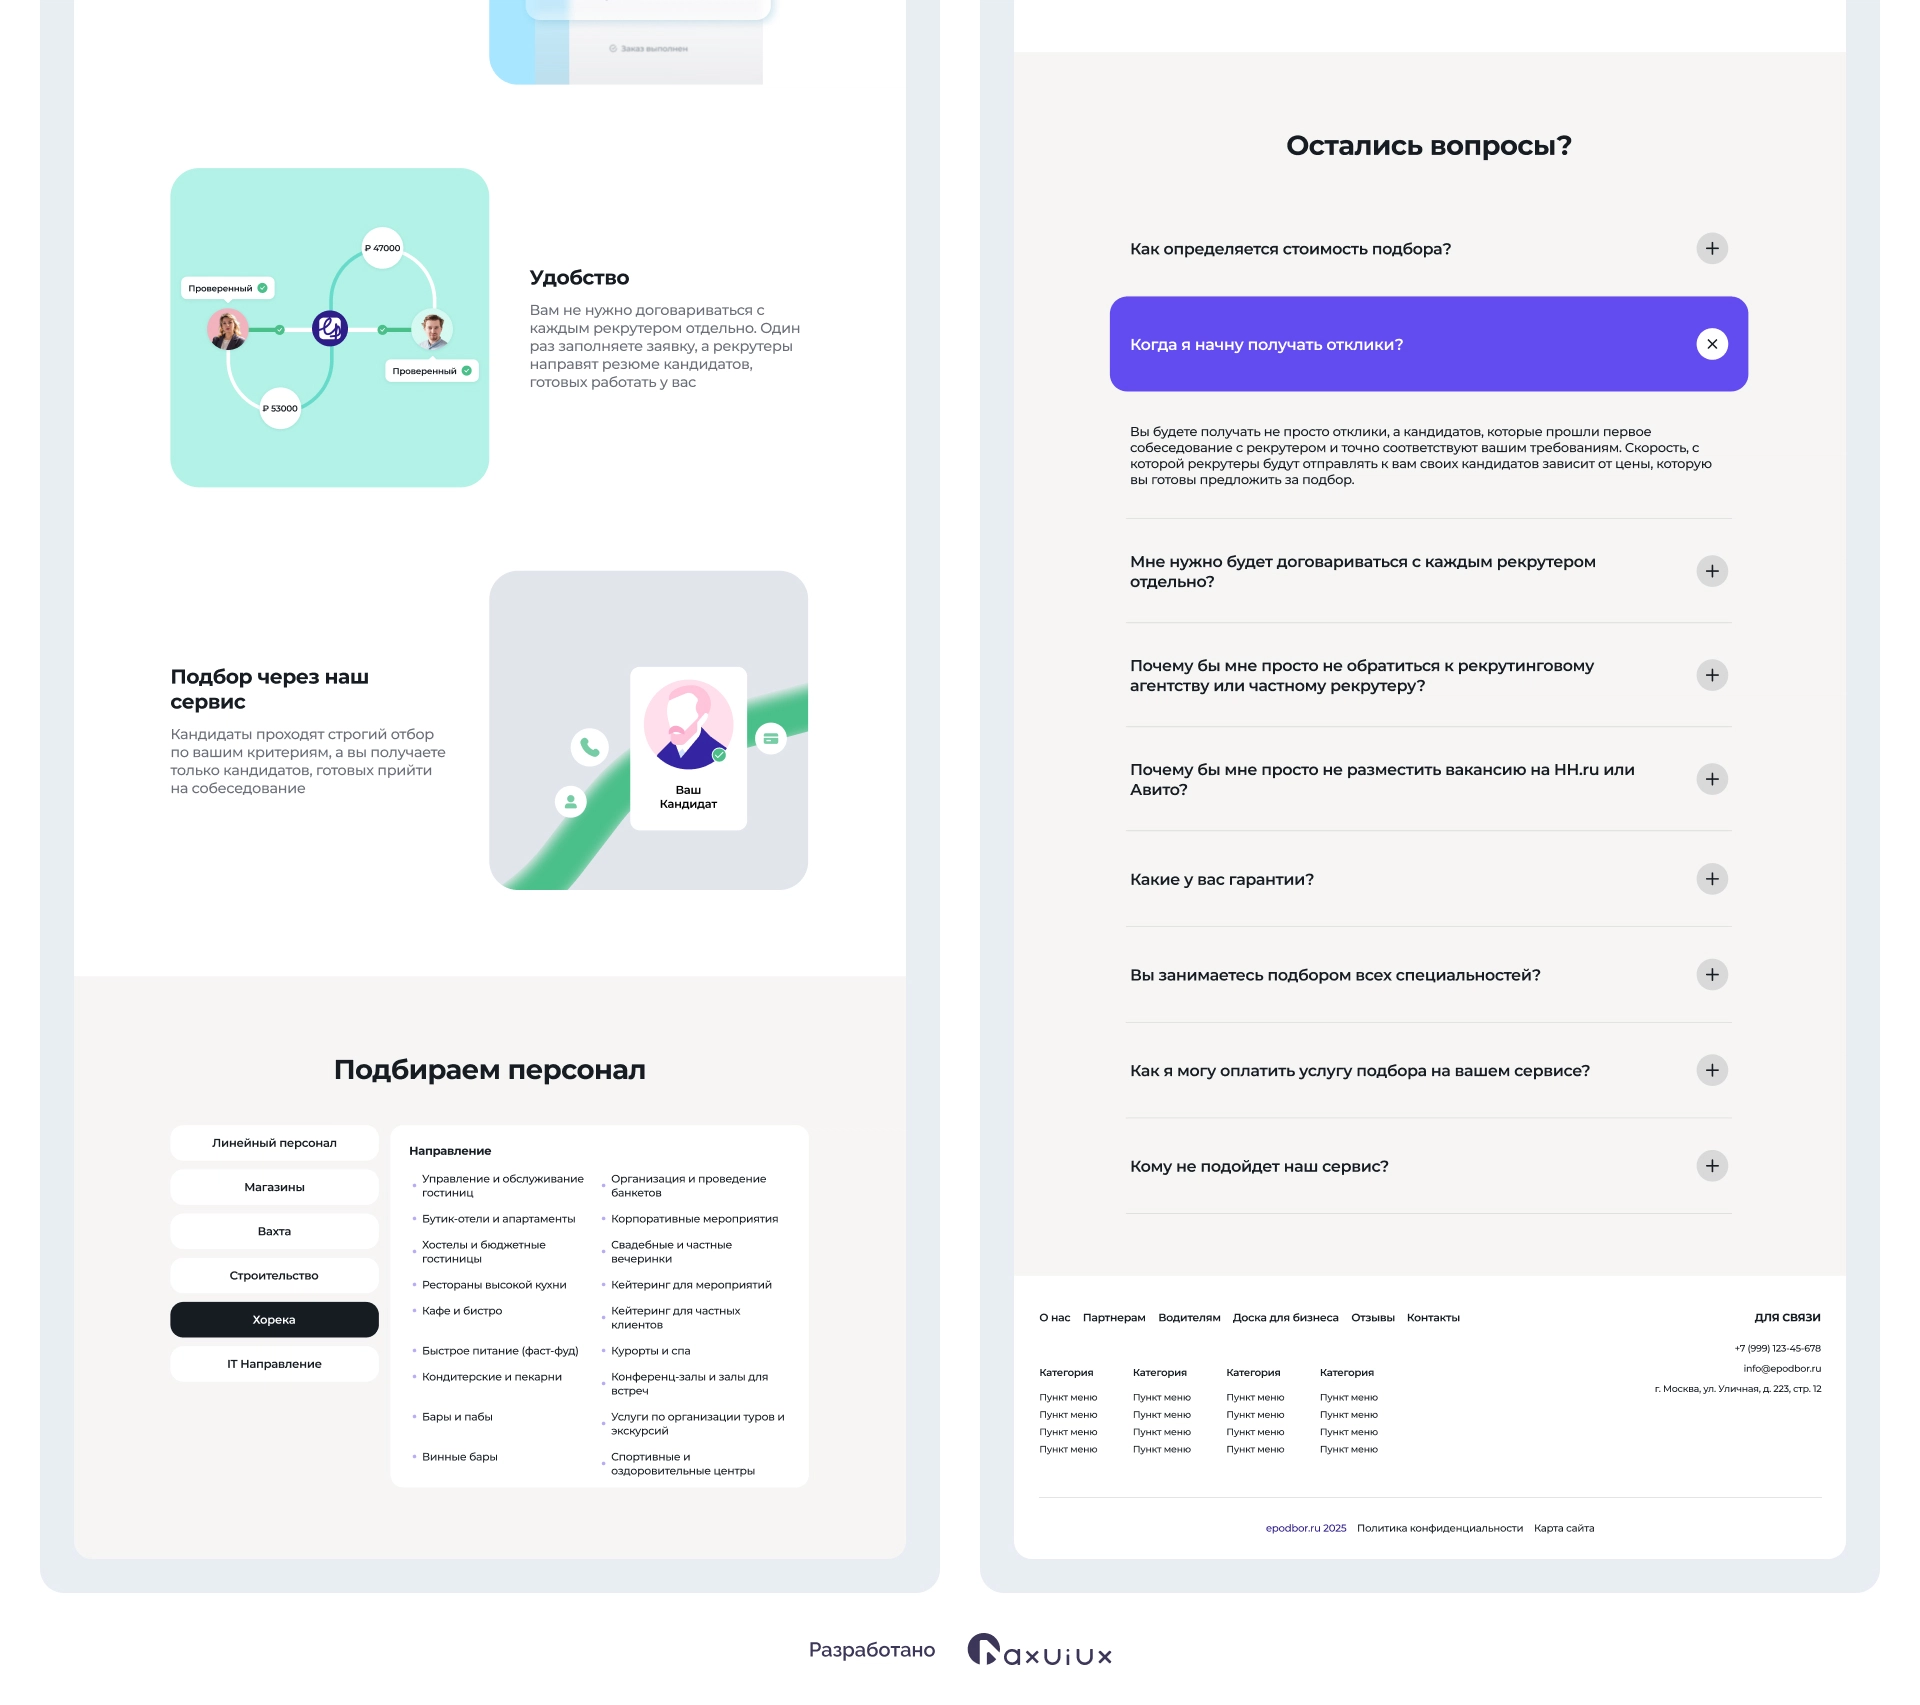 Заказ выполнен
₽ 47000
Проверенный
Проверенный
₽ 53000
Удобство
Вам не нужно договариваться с
каждым рекрутером отдельно. Один
раз заполняете заявку, а рекрутеры
направят резюме кандидатов,
готовых работать у вас
Подбор через наш
сервис
Кандидаты проходят строгий отбор
по вашим критериям, а вы получаете
только кандидатов, готовых прийти
на собеседование
Ваш
Кандидат
Подбираем персонал
Линейный персонал
Магазины
Вахта
Строительство
Хорека
IT Направление
Направление
Управление и обслуживание
гостиниц
Бутик-отели и апартаменты
Хостелы и бюджетные
гостиницы
Рестораны высокой кухни
Кафе и бистро
Быстрое питание (фаст-фуд)
Кондитерские и пекарни
Бары и пабы
Винные бары
Организация и проведение
банкетов
Корпоративные мероприятия
Свадебные и частные
вечеринки
Кейтеринг для мероприятий
Кейтеринг для частных
клиентов
Курорты и спа
Конференц-залы и залы для
встреч
Услуги по организации туров и
экскурсий
Спортивные и
оздоровительные центры
Остались вопросы?
Как определяется стоимость подбора?
Когда я начну получать отклики?
Вы будете получать не просто отклики, а кандидатов, которые прошли первое
собеседование с рекрутером и точно соответствуют вашим требованиям. Скорость, с
которой рекрутеры будут отправлять к вам своих кандидатов зависит от цены, которую
вы готовы предложить за подбор.
Мне нужно будет договариваться с каждым рекрутером
отдельно?
Почему бы мне просто не обратиться к рекрутинговому
агентству или частному рекрутеру?
Почему бы мне просто не разместить вакансию на HH.ru или
Авито?
Какие у вас гарантии?
Вы занимаетесь подбором всех специальностей?
Как я могу оплатить услугу подбора на вашем сервисе?
Кому не подойдет наш сервис?
О нас Партнерам Водителям Доска для бизнеса Отзывы Контакты
ДЛЯ СВЯЗИ
+7 (999) 123-45-678
info@epodbor.ru
г. Москва, ул. Уличная, д. 223, стр. 12
Категория Категория Категория Категория
Пункт меню Пункт меню Пункт меню Пункт меню
Пункт меню Пункт меню Пункт меню Пункт меню
Пункт меню Пункт меню Пункт меню Пункт меню
Пункт меню Пункт меню Пункт меню Пункт меню
epodbor.ru 2025 Политика конфиденциальности Карта сайта
Разработано
axuiux